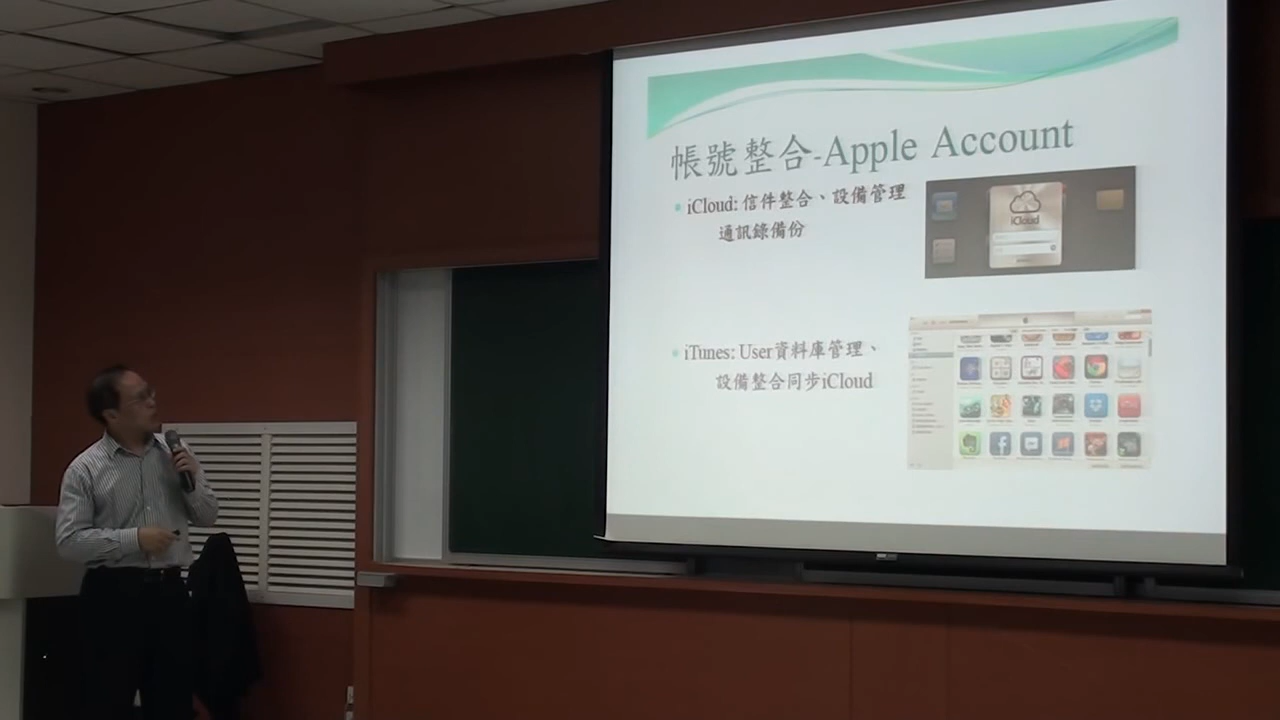 帳號整合-Apple Account
iCloud: 信件整合、設備管理
通訊錄備份
iCloud
iTunes: User資料庫管理、
設備整合同步iCloud